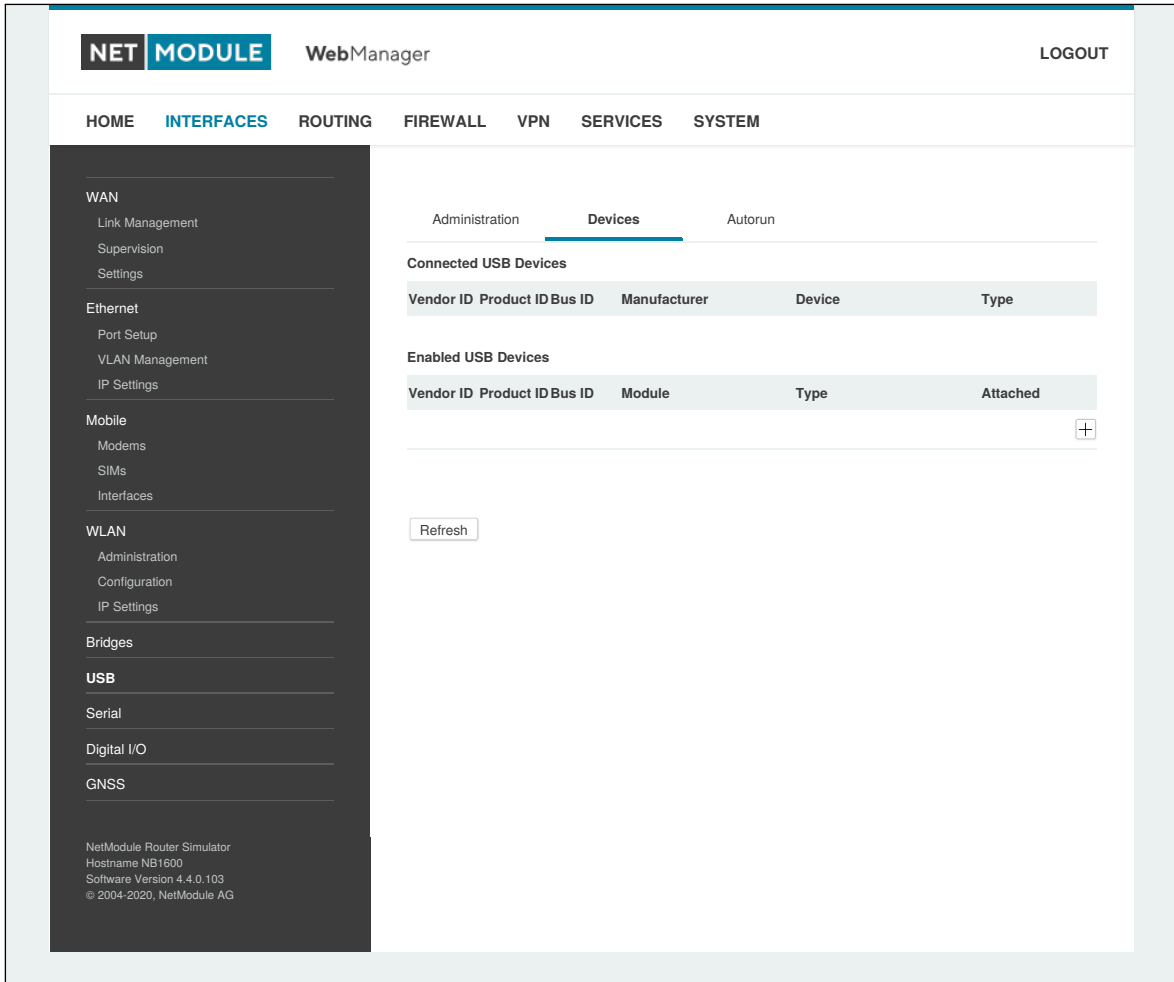 NET MODULE WebManager LOGOUT
HOME INTERFACES ROUTING FIREWALL VPN SERVICES SYSTEM
WAN
Link Management
Supervision
Settings
Ethernet
Port Setup
VLAN Management
IP Settings
Mobile
Modems
SIMs
Interfaces
WLAN
Administration
Configuration
IP Settings
Bridges
USB
Serial
Digital I/O
GNSS
NetModule Router Simulator
Hostname NB1600
Software Version 4.4.0.103
© 2004-2020, NetModule AG
Administration Devices Autorun
Connected USB Devices
Vendor ID Product ID Bus ID Manufacturer Device Type
Enabled USB Devices
Vendor ID Product ID Bus ID Module Type Attached
Refresh